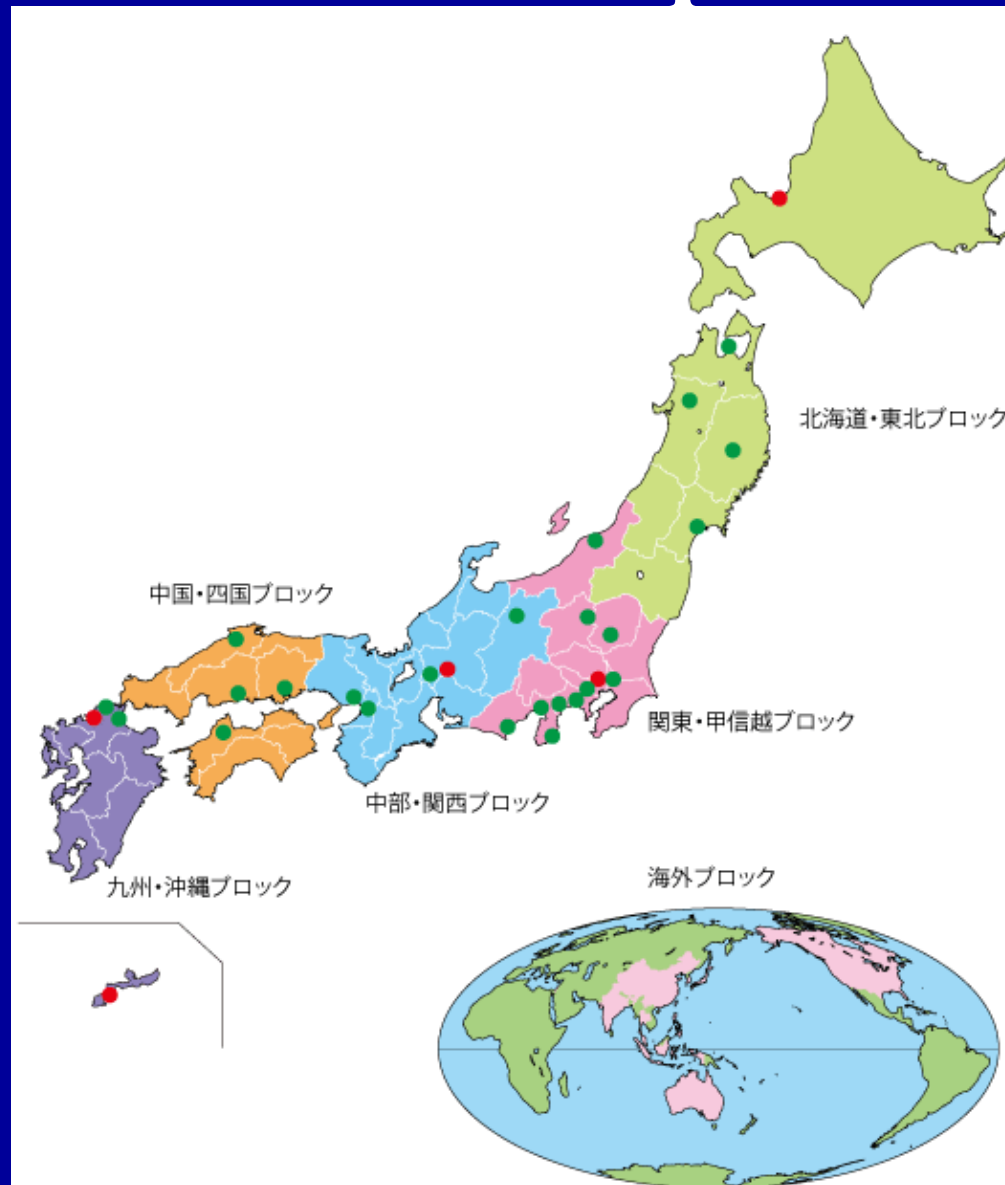 北海道・東北ブロック
中国・四国ブロック
関東・甲信越ブロック
中部・関西ブロック
九州・沖縄ブロック
海外ブロック